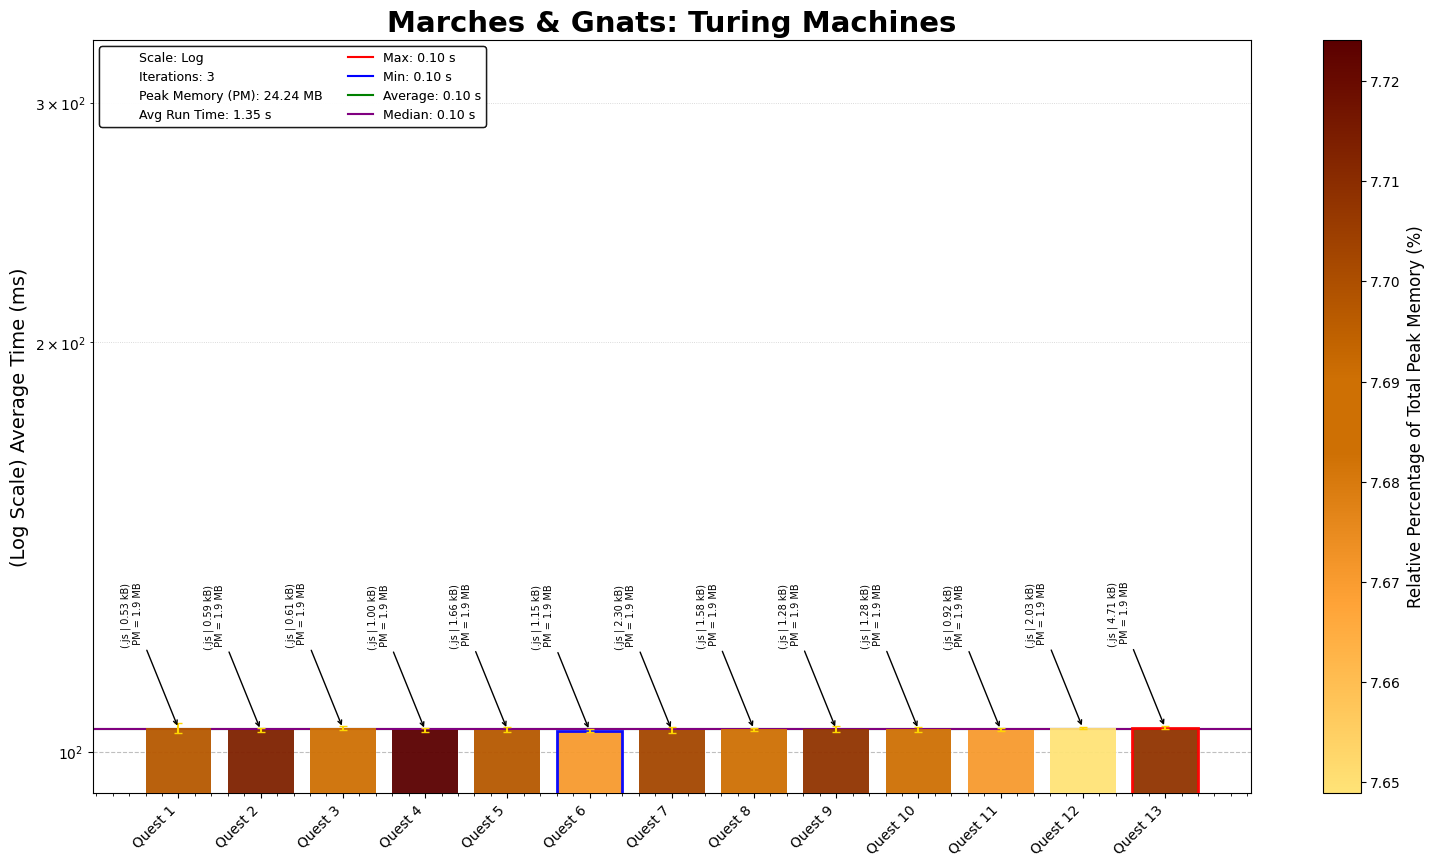 Marches & Gnats: Turing Machines
Scale: Log
Iterations: 3
Peak Memory (PM): 24.24 MB
Avg Run Time: 1.35 s
Max: 0.10 s
Min: 0.10 s
Average: 0.10 s
Median: 0.10 s
(Log Scale) Average Time (ms)
3 × 10²
2 × 10²
10²
(.js | 0.53 kB)
PM = 1.9 MB
(.js | 0.59 kB)
PM = 1.9 MB
(.js | 0.61 kB)
PM = 1.9 MB
(.js | 1.00 kB)
PM = 1.9 MB
(.js | 1.66 kB)
PM = 1.9 MB
(.js | 1.15 kB)
PM = 1.9 MB
(.js | 2.30 kB)
PM = 1.9 MB
(.js | 1.58 kB)
PM = 1.9 MB
(.js | 1.28 kB)
PM = 1.9 MB
(.js | 1.28 kB)
PM = 1.9 MB
(.js | 0.92 kB)
PM = 1.9 MB
(.js | 2.03 kB)
PM = 1.9 MB
(.js | 4.71 kB)
PM = 1.9 MB
Quest 1
Quest 2
Quest 3
Quest 4
Quest 5
Quest 6
Quest 7
Quest 8
Quest 9
Quest 10
Quest 11
Quest 12
Quest 13
7.72
7.71
7.70
7.69
7.68
7.67
7.66
7.65
Relative Percentage of Total Peak Memory (%)